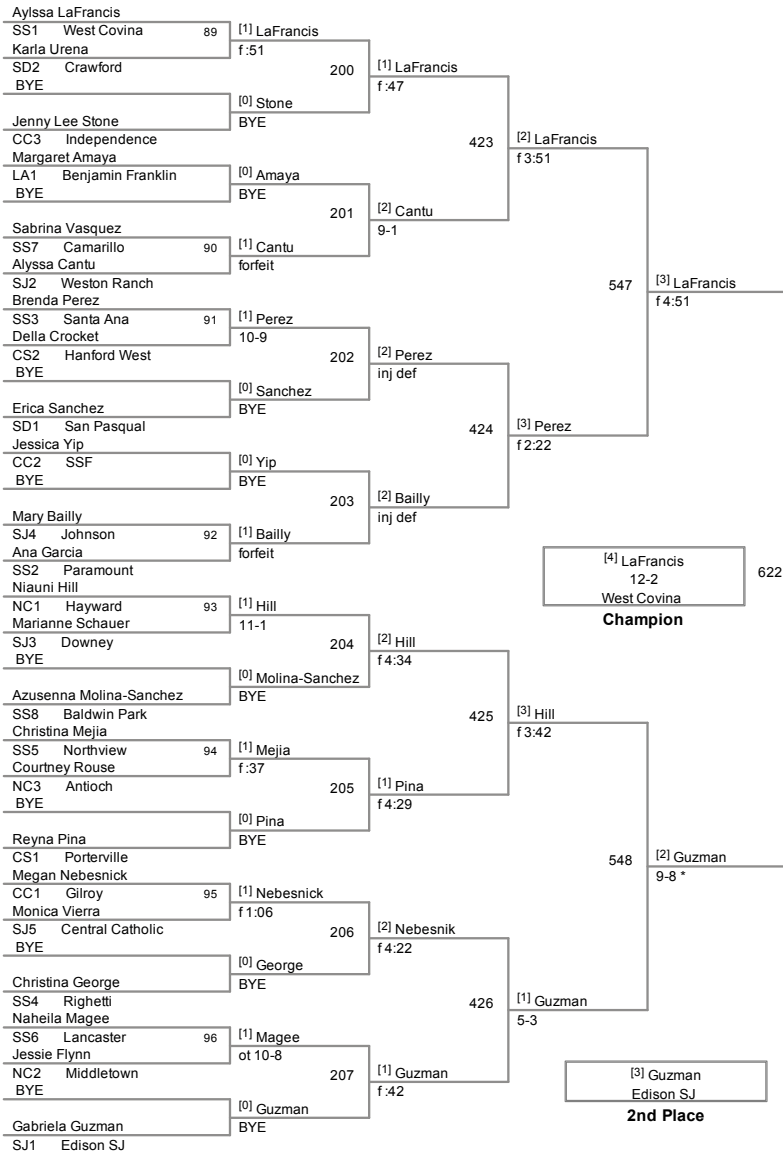 Aylssa LaFrancis
SS1 West Covina
89
Karla Urena
SD2 Crawford
BYE
Jenny Lee Stone
CC3 Independence
Margaret Amaya
LA1 Benjamin Franklin
BYE
Sabrina Vasquez
SS7 Camarillo
90
Alyssa Cantu
SJ2 Weston Ranch
Brenda Perez
SS3 Santa Ana
91
Della Crocket
CS2 Hanford West
BYE
Erica Sanchez
SD1 San Pasqual
Jessica Yip
CC2 SSF
BYE
Mary Bailly
SJ4 Johnson
92
Ana Garcia
SS2 Paramount
Niauni Hill
NC1 Hayward
93
Marianne Schauer
SJ3 Downey
BYE
Azusenna Molina-Sanchez
SS8 Baldwin Park
Christina Mejia
SS5 Northview
94
Courtney Rouse
NC3 Antioch
BYE
Reyna Pina
CS1 Porterville
Megan Nebesnick
CC1 Gilroy
95
Monica Vierra
SJ5 Central Catholic
BYE
Christina George
SS4 Righetti
Naheila Magee
SS6 Lancaster
96
Jessie Flynn
NC2 Middletown
BYE
Gabriela Guzman
SJ1 Edison SJ
[1] LaFrancis
f :51
200
[0] Stone
BYE
[0] Amaya
BYE
201
[1] Cantu
forfeit
[1] Perez
10-9
202
[0] Sanchez
BYE
[0] Yip
BYE
203
[1] Bailly
forfeit
[1] Hill
11-1
204
[0] Molina-Sanchez
BYE
[1] Mejia
f :37
205
[0] Pina
BYE
[1] Nebesnick
f 1:06
206
[0] George
BYE
[1] Magee
ot 10-8
207
[0] Guzman
BYE
[1] LaFrancis
f :47
423
[2] Cantu
9-1
[2] Perez
inj def
424
[2] Bailly
inj def
[2] Hill
f 4:34
425
[1] Pina
f 4:29
[2] Nebesnik
f 4:22
426
[1] Guzman
f :42
[2] LaFrancis
f 3:51
547
[3] Perez
f 2:22
[3] Hill
f 3:42
548
[1] Guzman
5-3
[3] LaFrancis
f 4:51
[2] Guzman
9-8 *
[4] LaFrancis
12-2
West Covina
622
Champion
[3] Guzman
Edison SJ
2nd Place